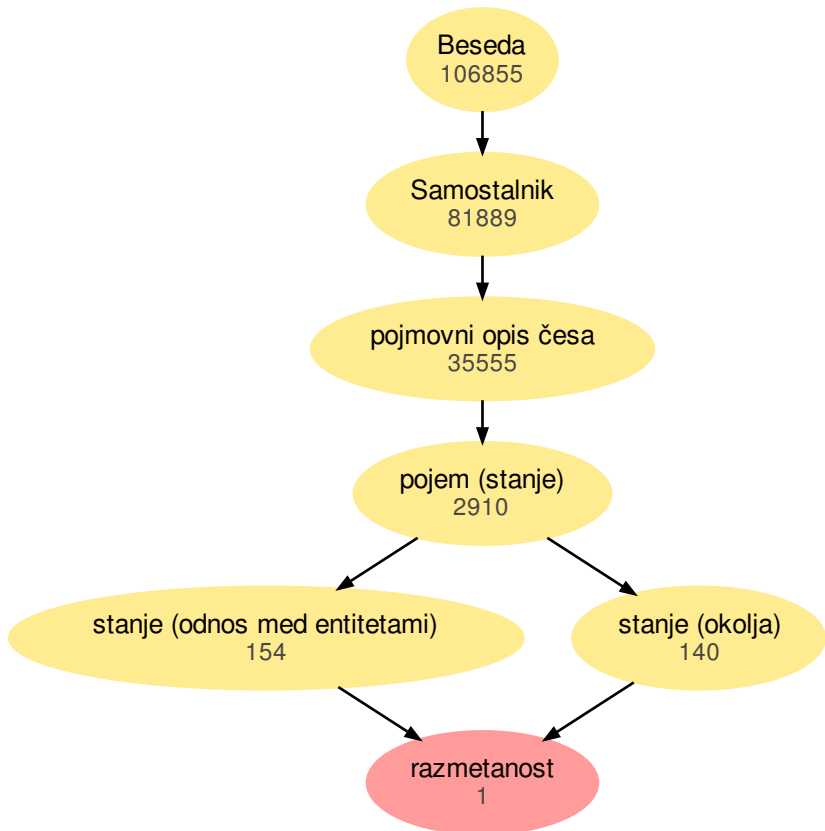 Beseda
106855
Samostalnik
81889
pojmovni opis česa
35555
pojem (stanje)
2910
stanje (odnos med entitetami)
154
stanje (okolja)
140
razmetanost
1